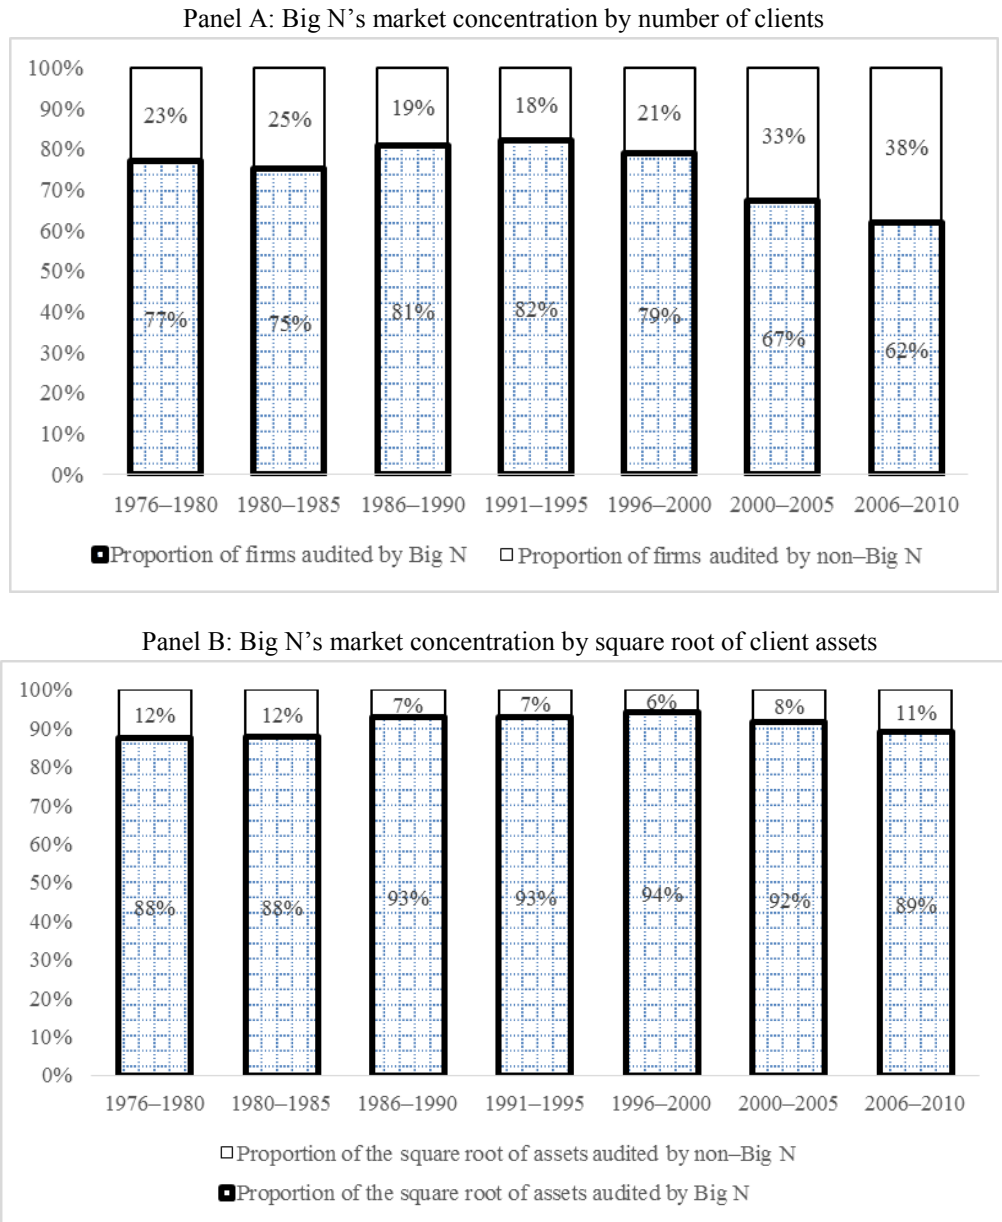 Panel A: Big N’s market concentration by number of clients
100%
90%
80%
70%
60%
50%
40%
30%
20%
10%
0%
23% 25% 19% 18% 21% 33% 38%
77% 75% 81% 82% 79% 67% 62%
1976–1980 1980–1985 1986–1990 1991–1995 1996–2000 2000–2005 2006–2010
Proportion of firms audited by Big N Proportion of firms audited by non–Big N
Panel B: Big N’s market concentration by square root of client assets
100%
90%
80%
70%
60%
50%
40%
30%
20%
10%
0%
12% 12% 7% 7% 6% 8% 11%
88% 88% 93% 93% 94% 92% 89%
1976–1980 1980–1985 1986–1990 1991–1995 1996–2000 2000–2005 2006–2010
Proportion of the square root of assets audited by non–Big N
Proportion of the square root of assets audited by Big N